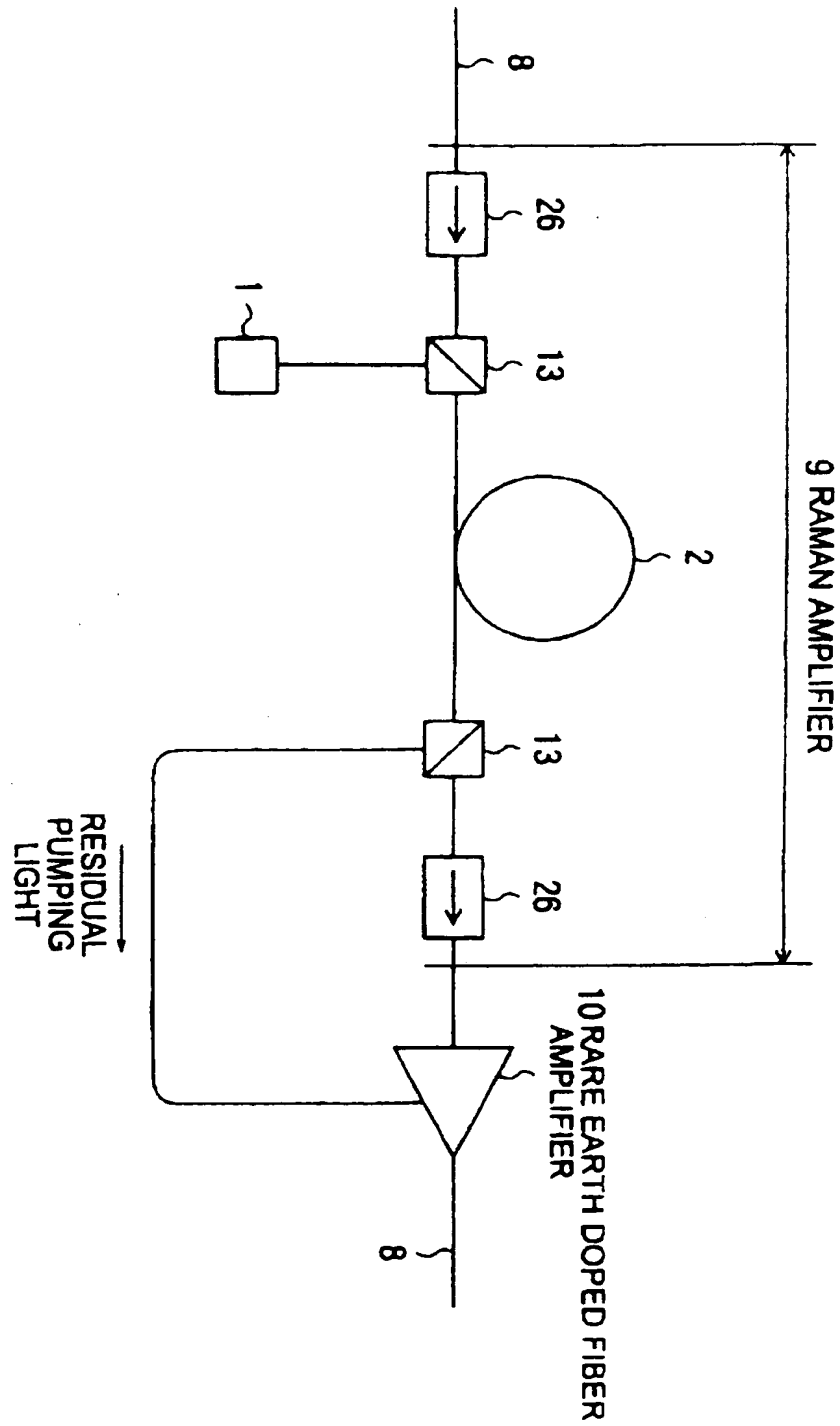 9 RAMAN AMPLIFIER
8
26
13
1
2
13
26
10 RARE EARTH DOPED FIBER
AMPLIFIER
8
RESIDUAL
PUMPING
LIGHT